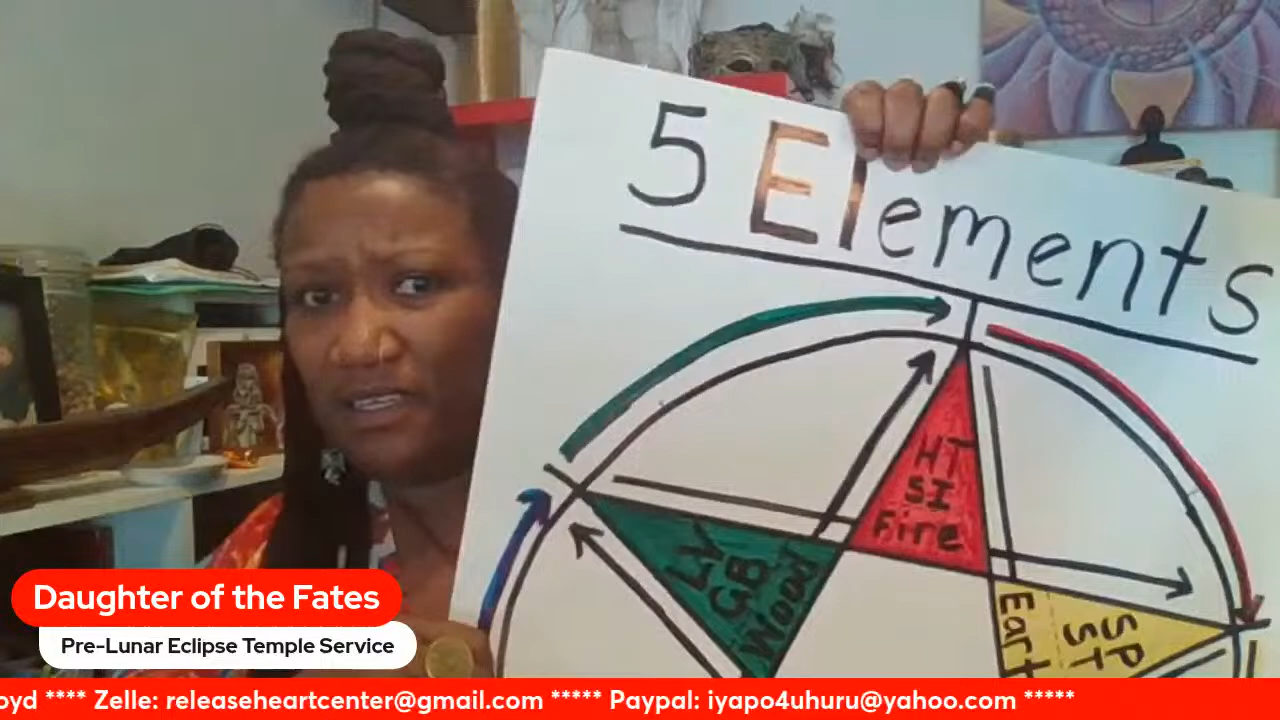 5 Elements
HT
SI
Fire
LV
GB
Wood
SP
ST
Eart
Daughter of the Fates
Pre-Lunar Eclipse Temple Service
oyd **** Zelle: releaseheartcenter@gmail.com ***** Paypal: iyapo4uhuru@yahoo.com *****